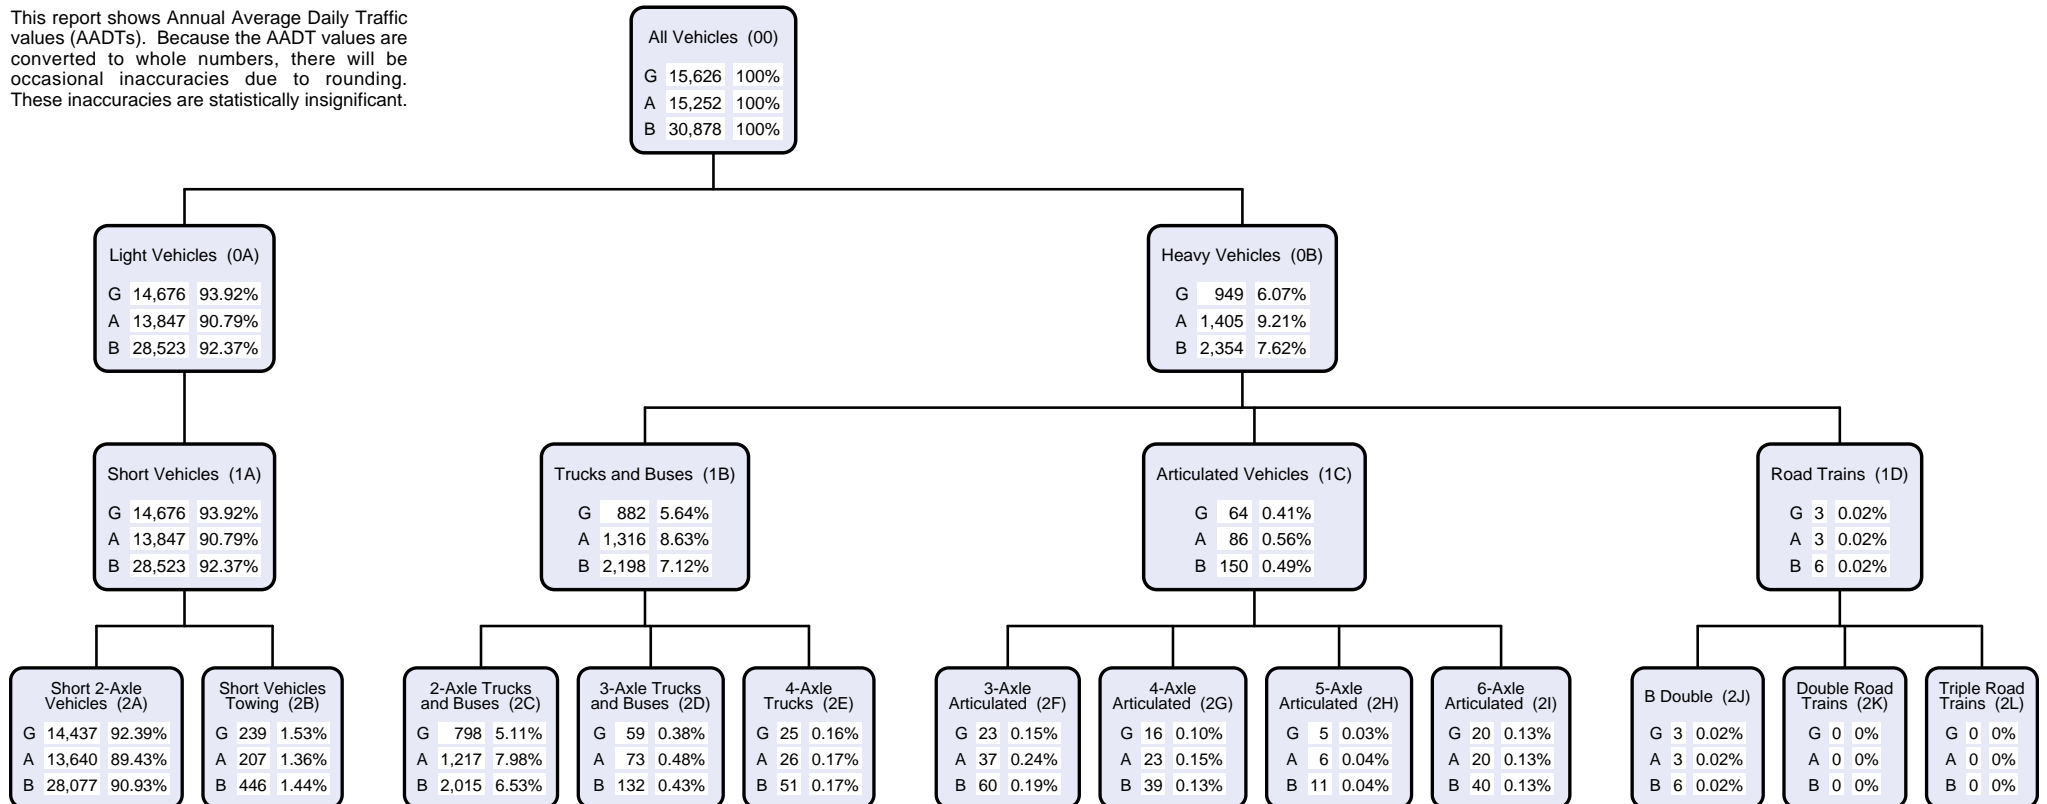 This report shows Annual Average Daily Traffic
values (AADTs). Because the AADT values are
converted to whole numbers, there will be
occasional inaccuracies due to rounding.
These inaccuracies are statistically insignificant.
All Vehicles (00)
G 15,626 100%
A 15,252 100%
B 30,878 100%
Light Vehicles (0A)
G 14,676 93.92%
A 13,847 90.79%
B 28,523 92.37%
Heavy Vehicles (0B)
G 949 6.07%
A 1,405 9.21%
B 2,354 7.62%
Short Vehicles (1A)
G 14,676 93.92%
A 13,847 90.79%
B 28,523 92.37%
Trucks and Buses (1B)
G 882 5.64%
A 1,316 8.63%
B 2,198 7.12%
Articulated Vehicles (1C)
G 64 0.41%
A 86 0.56%
B 150 0.49%
Road Trains (1D)
G 3 0.02%
A 3 0.02%
B 6 0.02%
Short 2-Axle
Vehicles (2A)
G 14,437 92.39%
A 13,640 89.43%
B 28,077 90.93%
Short Vehicles
Towing (2B)
G 239 1.53%
A 207 1.36%
B 446 1.44%
2-Axle Trucks
and Buses (2C)
G 798 5.11%
A 1,217 7.98%
B 2,015 6.53%
3-Axle Trucks
and Buses (2D)
G 59 0.38%
A 73 0.48%
B 132 0.43%
4-Axle
Trucks (2E)
G 25 0.16%
A 26 0.17%
B 51 0.17%
3-Axle
Articulated (2F)
G 23 0.15%
A 37 0.24%
B 60 0.19%
4-Axle
Articulated (2G)
G 16 0.10%
A 23 0.15%
B 39 0.13%
5-Axle
Articulated (2H)
G 5 0.03%
A 6 0.04%
B 11 0.04%
6-Axle
Articulated (2I)
G 20 0.13%
A 20 0.13%
B 40 0.13%
B Double (2J)
G 3 0.02%
A 3 0.02%
B 6 0.02%
Double Road
Trains (2K)
G 0 0%
A 0 0%
B 0 0%
Triple Road
Trains (2L)
G 0 0%
A 0 0%
B 0 0%